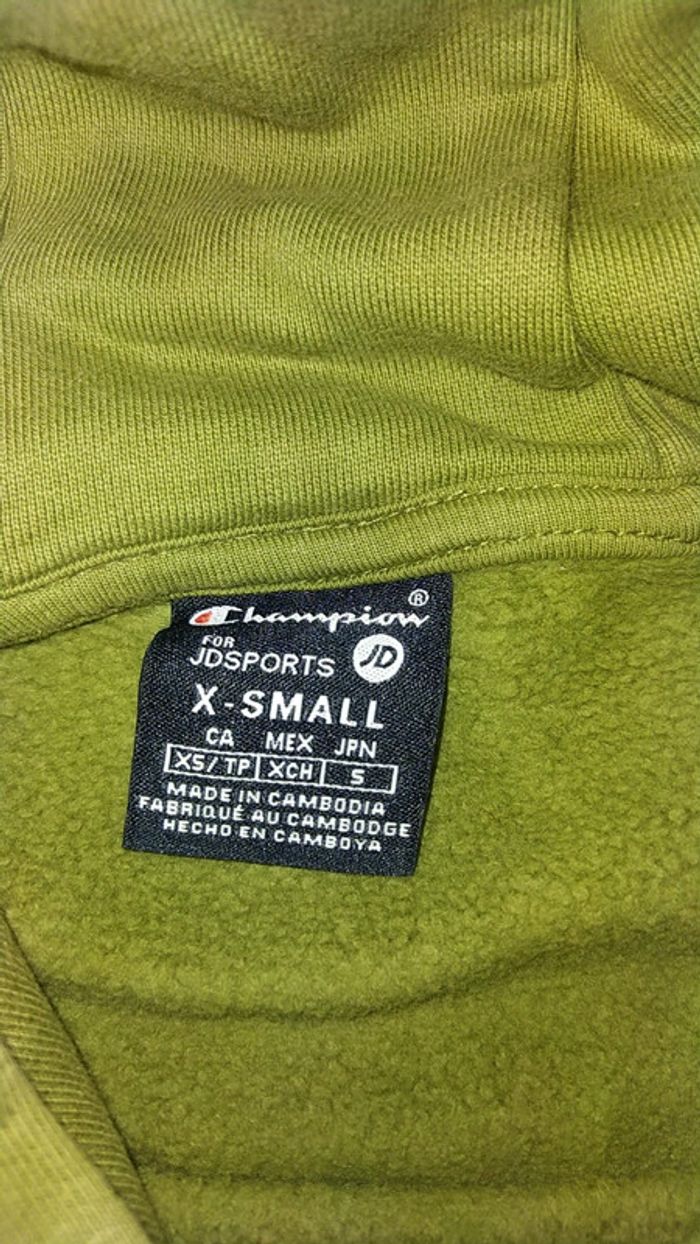 Champion®
FOR
JDSPORTS JD
X-SMALL
CA MEX JPN
XS/TP XCH S
MADE IN CAMBODIA
FABRIQUÉ AU CAMBODGE
HECHO EN CAMBOYA